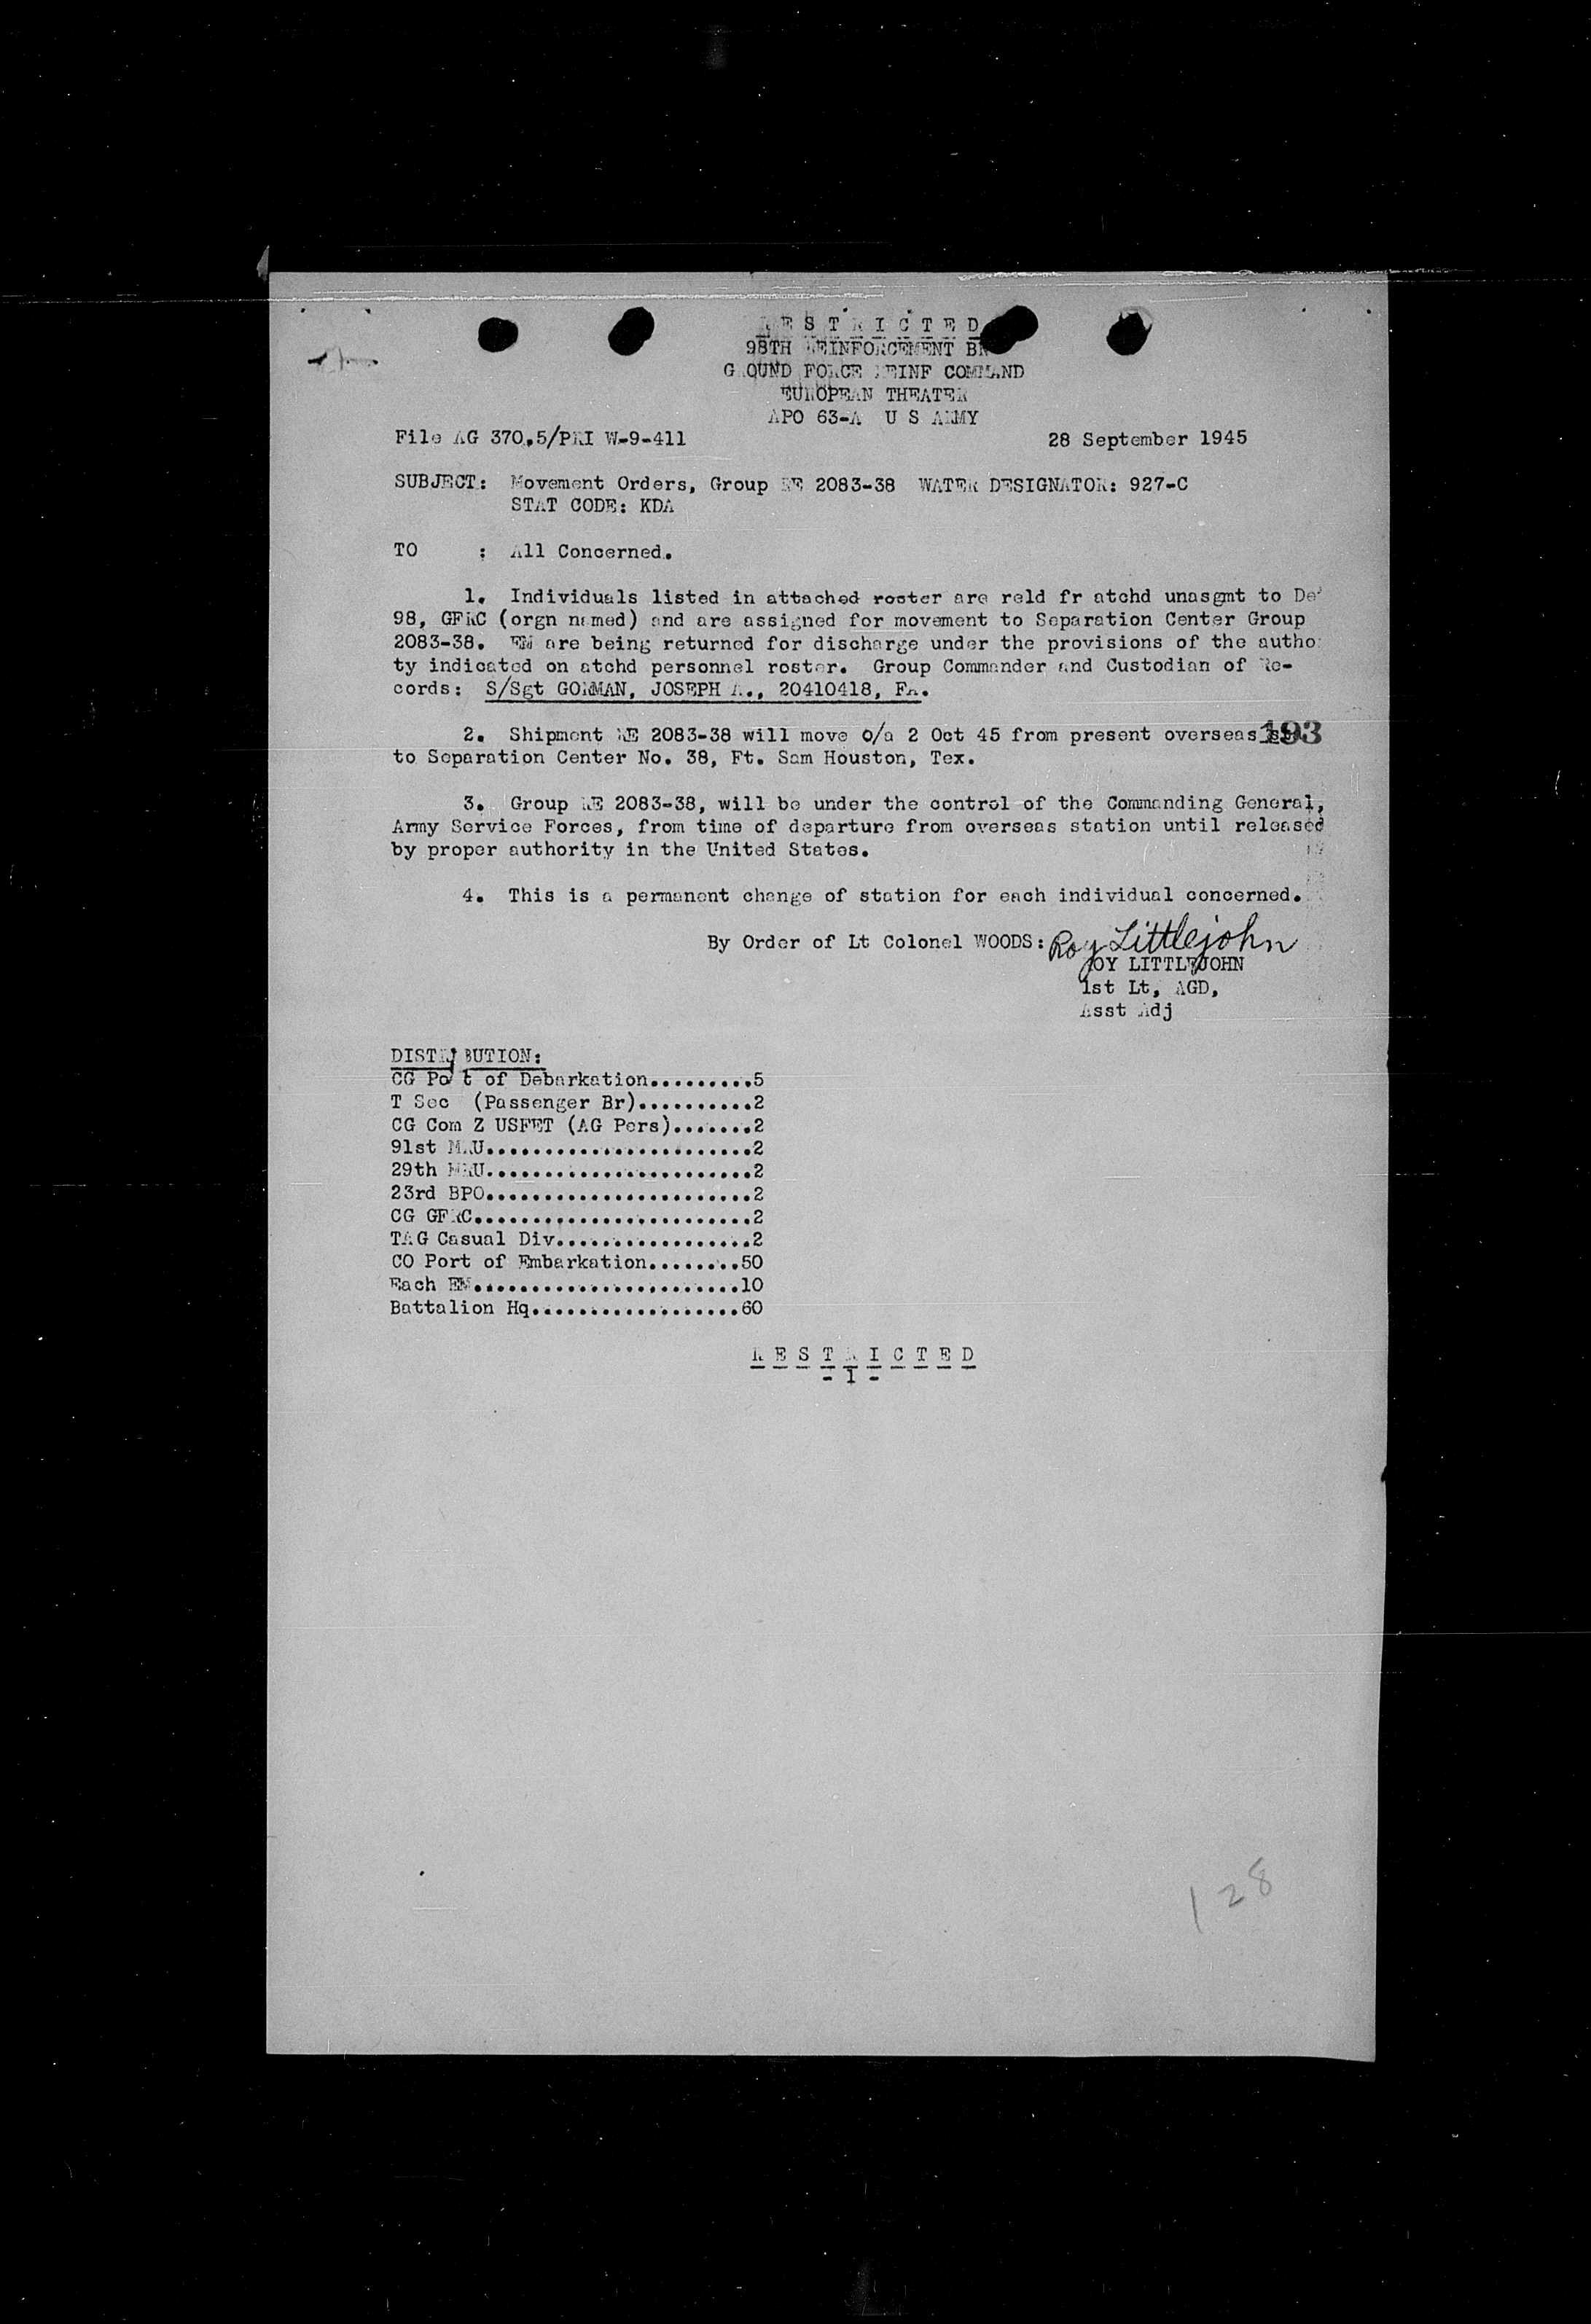 R E S T R I C T E D
98TH REINFORCEMENT BN
GROUND FORCE REINF COMMAND
EUROPEAN THEATER
APO 63-A U S ARMY
File AG 370.5/PRI W-9-411 28 September 1945
SUBJECT: Movement Orders, Group RE 2083-38 WATER DESIGNATOR: 927-C
STAT CODE: KDA
TO : All Concerned.
1. Individuals listed in attached roster are reld fr atchd unasgmt to De
98, GFRC (orgn named) and are assigned for movement to Separation Center Group
2083-38. EM are being returned for discharge under the provisions of the autho
ty indicated on atchd personnel roster. Group Commander and Custodian of Re-
cords: S/Sgt GORMAN, JOSEPH A., 20410418, FA.
2. Shipment RE 2083-38 will move o/a 2 Oct 45 from present overseas 193
to Separation Center No. 38, Ft. Sam Houston, Tex.
3. Group RE 2083-38, will be under the control of the Commanding General,
Army Service Forces, from time of departure from overseas station until released
by proper authority in the United States.
4. This is a permanent change of station for each individual concerned.
By Order of Lt Colonel WOODS: Roy Littlejohn
ROY LITTLEJOHN
1st Lt, AGD,
Asst Adj
DISTRIBUTION:
CG Port of Debarkation.........5
T Sec (Passenger Br)..........2
CG Com Z USFET (AG Pers).......2
91st MRU.......................2
29th MRU.......................2
23rd BPO.......................2
CG GFRC........................2
TAG Casual Div.................2
CO Port of Embarkation........50
Each EM.......................10
Battalion Hq..................60
R E S T R I C T E D
- 1 -
128